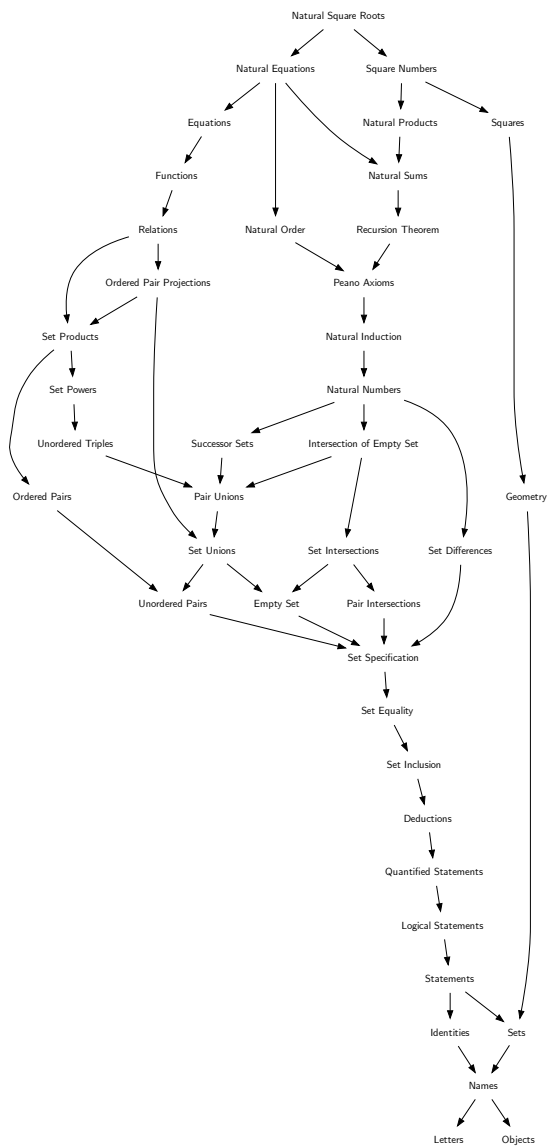 Natural Square Roots
Natural Equations
Square Numbers
Equations
Natural Products
Squares
Functions
Natural Sums
Relations
Natural Order
Recursion Theorem
Ordered Pair Projections
Peano Axioms
Set Products
Natural Induction
Set Powers
Natural Numbers
Unordered Triples
Successor Sets
Intersection of Empty Set
Ordered Pairs
Pair Unions
Geometry
Set Unions
Set Intersections
Set Differences
Unordered Pairs
Empty Set
Pair Intersections
Set Specification
Set Equality
Set Inclusion
Deductions
Quantified Statements
Logical Statements
Statements
Identities
Sets
Names
Letters
Objects